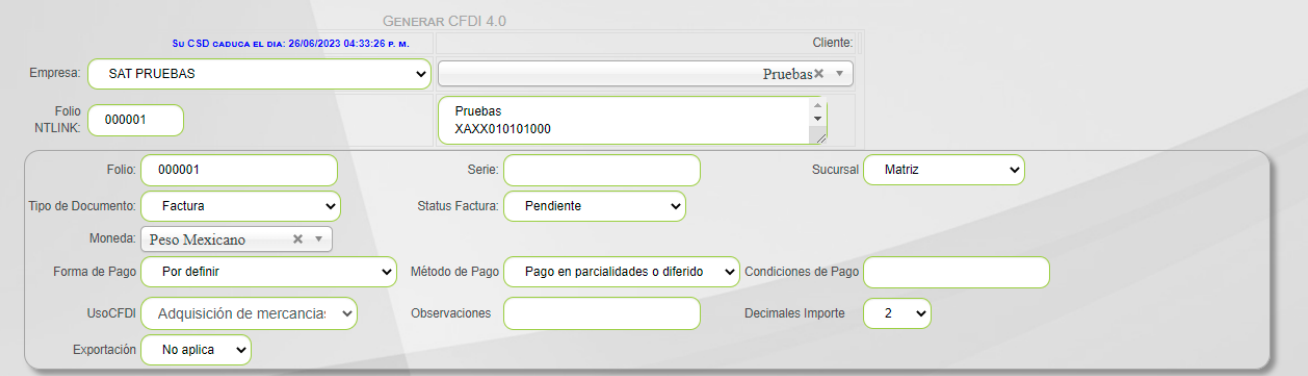 GENERAR CFDI 4.0
SU CSD CADUCA EL DIA: 26/06/2023 04:33:26 P. M.
Cliente:
Empresa: SAT PRUEBAS
Pruebas
Folio NTLINK: 000001
Pruebas
XAXX010101000
Folio: 000001 Serie: Sucursal Matriz
Tipo de Documento: Factura Status Factura: Pendiente
Moneda: Peso Mexicano
Forma de Pago Por definir Método de Pago Pago en parcialidades o diferido Condiciones de Pago
UsoCFDI Adquisición de mercancia: Observaciones Decimales Importe 2
Exportación No aplica